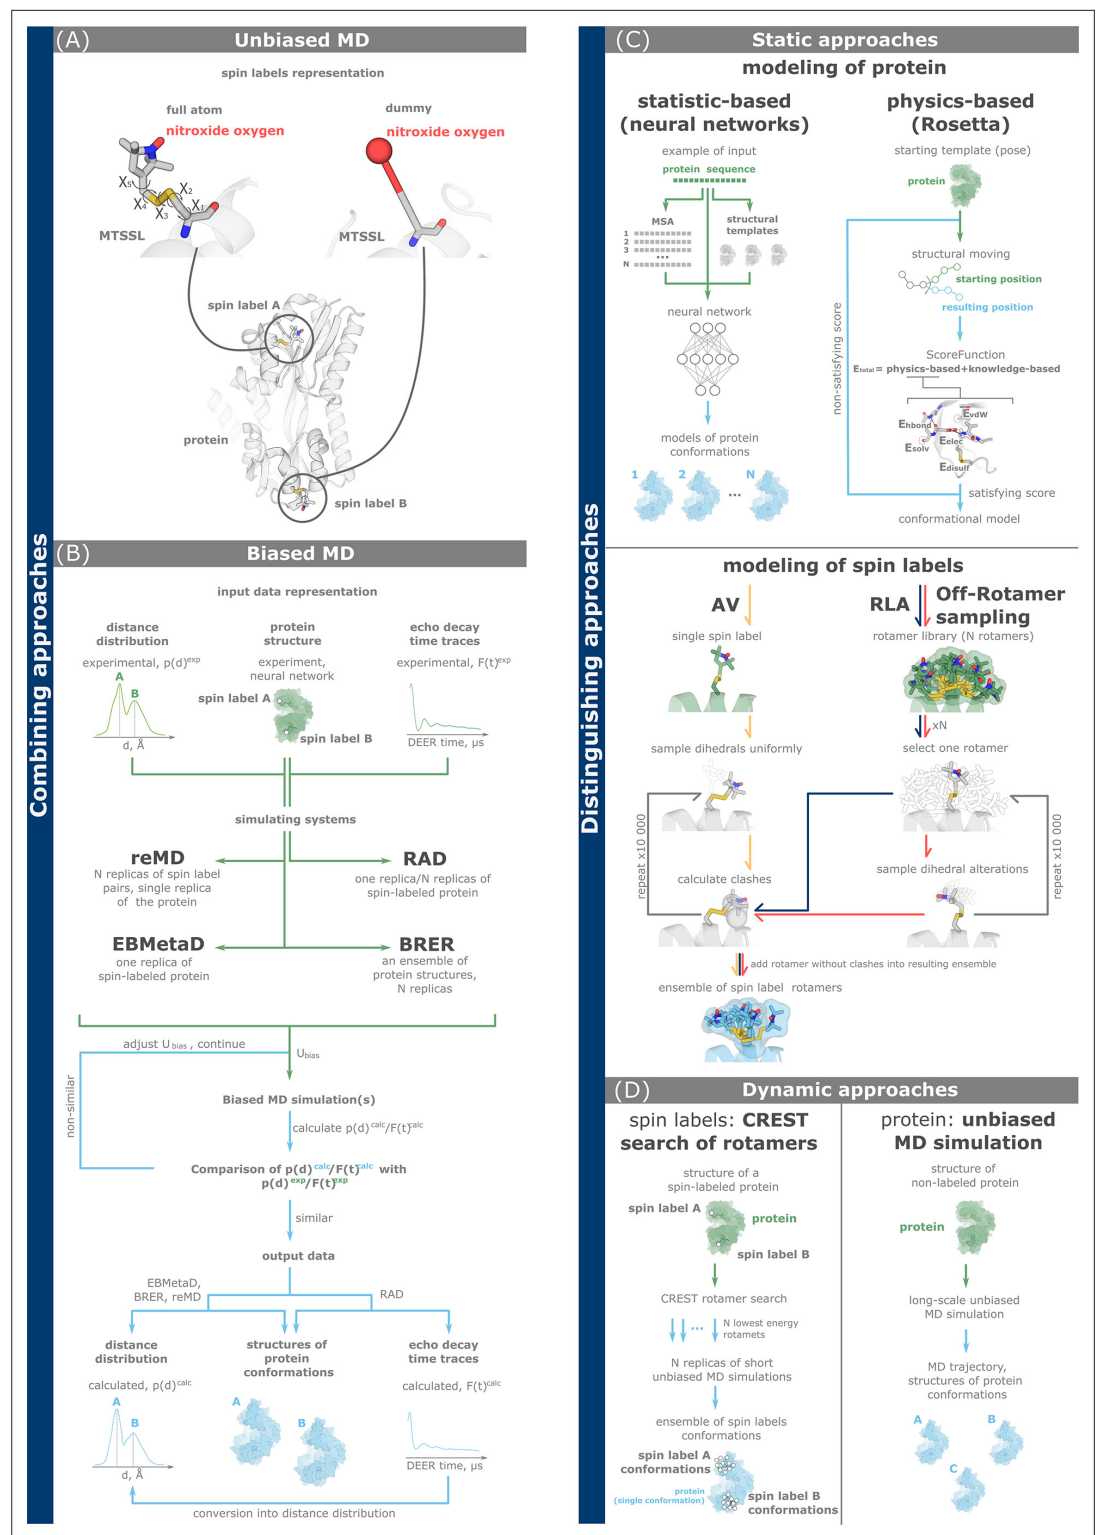 Combining approaches
(A) Unbiased MD
spin labels representation
full atom
nitroxide oxygen
dummy
nitroxide oxygen
X₅
X₄
X₃
X₂
X₁
MTSSL
MTSSL
spin label A
protein
spin label B
(B) Biased MD
input data representation
distance
distribution
experimental, p(d)exp
A
B
d, Å
protein
structure
experiment,
neural network
spin label A
spin label B
echo decay
time traces
experimental, F(t)exp
DEER time, µs
simulating systems
reMD
N replicas of spin label
pairs, single replica
of the protein
RAD
one replica/N replicas of
spin-labeled protein
EBMetaD
one replica of
spin-labeled protein
BRER
an ensemble of
protein structures,
N replicas
adjust Ubias , continue
Ubias
non-similar
Biased MD simulation(s)
calculate p(d)calc/F(t)calc
Comparison of p(d)calc/F(t)calc with
p(d)exp/F(t)exp
similar
output data
EBMetaD,
BRER, reMD
RAD
distance
distribution
calculated, p(d)calc
A
B
d, Å
structures of
protein
conformations
A
B
echo decay
time traces
calculated, F(t)calc
DEER time, µs
conversion into distance distribution
Distinguishing approaches
(C) Static approaches
modeling of protein
statistic-based
(neural networks)
example of input
protein sequence
MSA
1
2
3
...
N
structural
templates
neural network
models of protein
conformations
1
2
...
N
physics-based
(Rosetta)
starting template (pose)
protein
structural moving
starting position
resulting position
non-satisfying score
ScoreFunction
Etotal = physics-based+knowledge-based
EvdW
Ehbond
Esolv
Eelec
Edisulf
satisfying score
conformational model
modeling of spin labels
AV
single spin label
sample dihedrals uniformly
repeat x10 000
calculate clashes
RLA
Off-Rotamer
sampling
rotamer library (N rotamers)
xN
select one rotamer
sample dihedral alterations
repeat x10 000
add rotamer without clashes into resulting ensemble
ensemble of spin label rotamers
(D) Dynamic approaches
spin labels: CREST
search of rotamers
structure of a
spin-labeled protein
spin label A
protein
spin label B
CREST rotamer search
...
N lowest energy
rotamets
N replicas of short
unbiased MD simulations
ensemble of spin labels
conformations
spin label A
conformations
protein
(single conformation)
spin label B
conformations
protein: unbiased
MD simulation
structure of
non-labeled protein
protein
long-scale unbiased
MD simulation
MD trajectory,
structures of protein
conformations
A
B
C